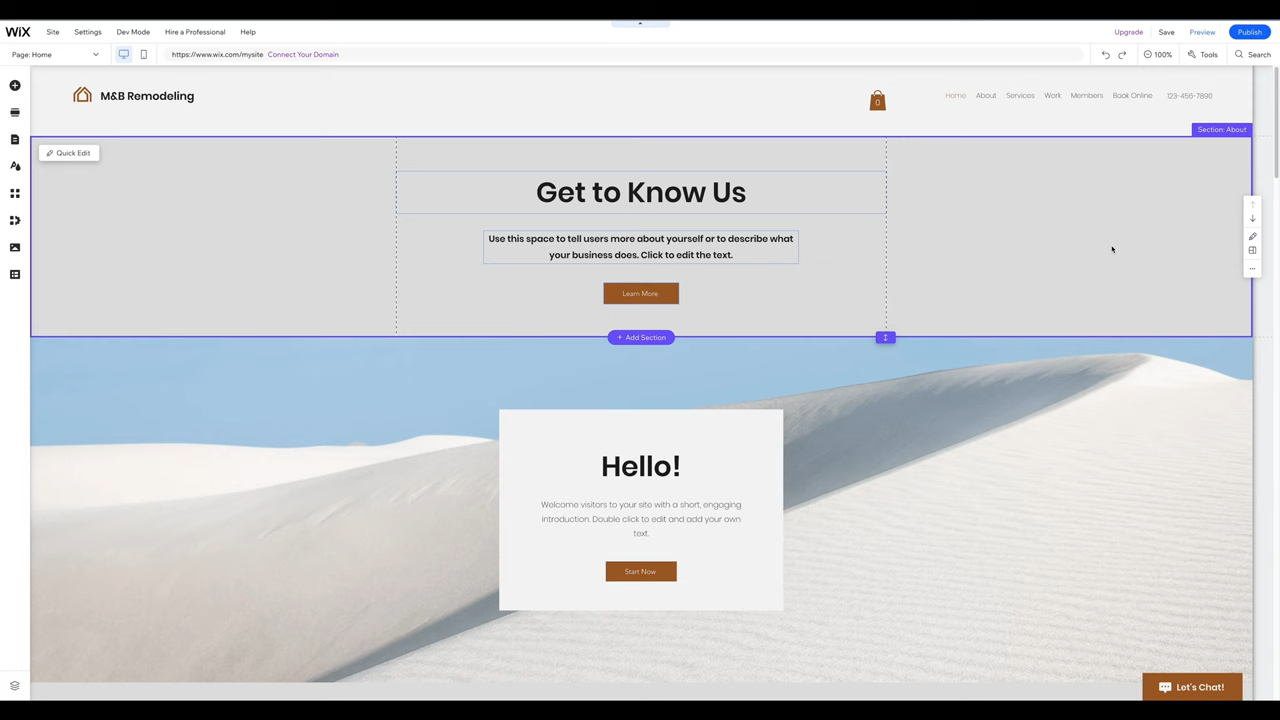 WiX Site Settings Dev Mode Hire a Professional Help Upgrade Save Preview Publish
Page: Home https://www.wix.com/mysite Connect Your Domain 100% Tools Search
M&B Remodeling 0 Home About Services Work Members Book Online 123-456-7890
Section: About
Quick Edit
Get to Know Us
Use this space to tell users more about yourself or to describe what
your business does. Click to edit the text.
Learn More
+ Add Section
Hello!
Welcome visitors to your site with a short, engaging
introduction. Double click to edit and add your own
text.
Start Now
Let's Chat!